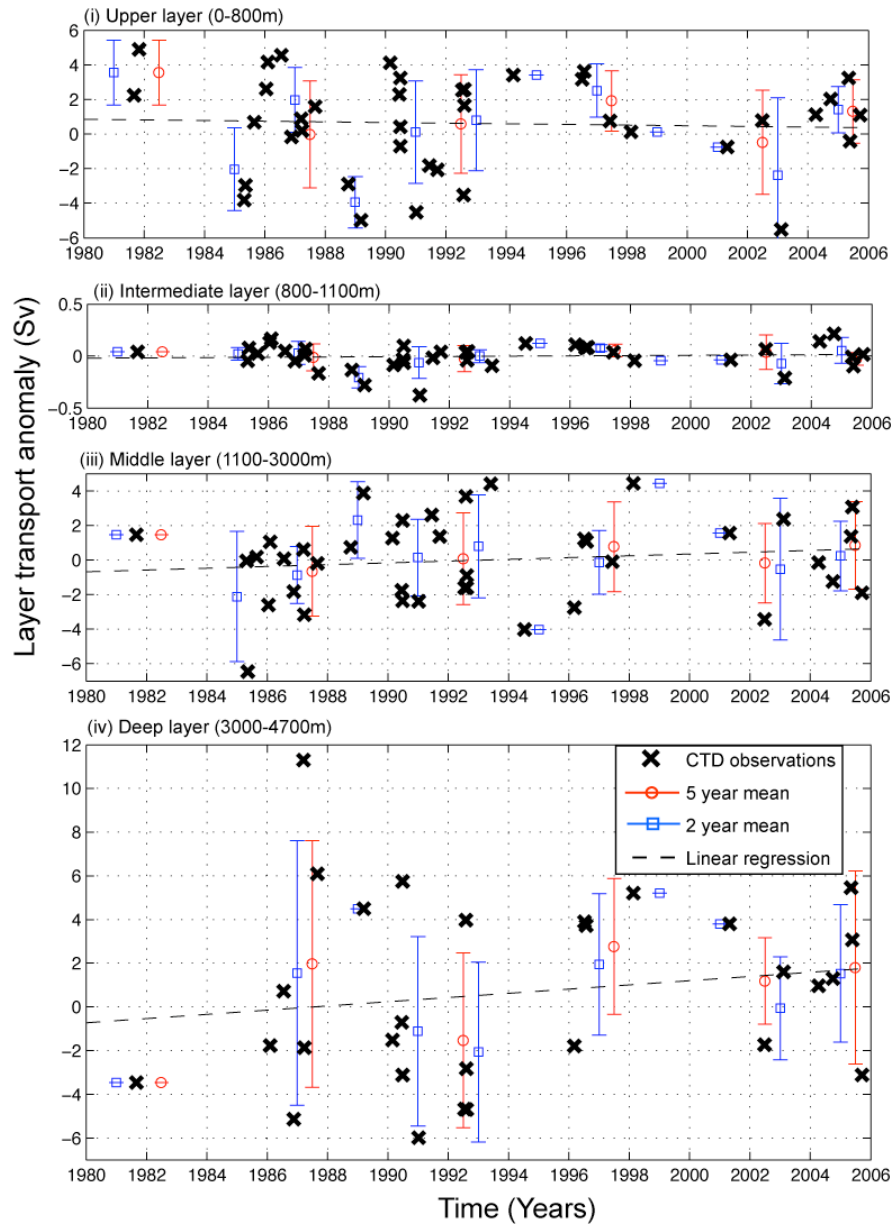 (i) Upper layer (0-800m)
6
4
2
0
-2
-4
-6
1980 1982 1984 1986 1988 1990 1992 1994 1996 1998 2000 2002 2004 2006
(ii) Intermediate layer (800-1100m)
0.5
0
-0.5
1980 1982 1984 1986 1988 1990 1992 1994 1996 1998 2000 2002 2004 2006
(iii) Middle layer (1100-3000m)
4
2
0
-2
-4
-6
1980 1982 1984 1986 1988 1990 1992 1994 1996 1998 2000 2002 2004 2006
Layer transport anomaly (Sv)
(iv) Deep layer (3000-4700m)
12
10
8
6
4
2
0
-2
-4
-6
CTD observations
5 year mean
2 year mean
Linear regression
1980 1982 1984 1986 1988 1990 1992 1994 1996 1998 2000 2002 2004 2006
Time (Years)